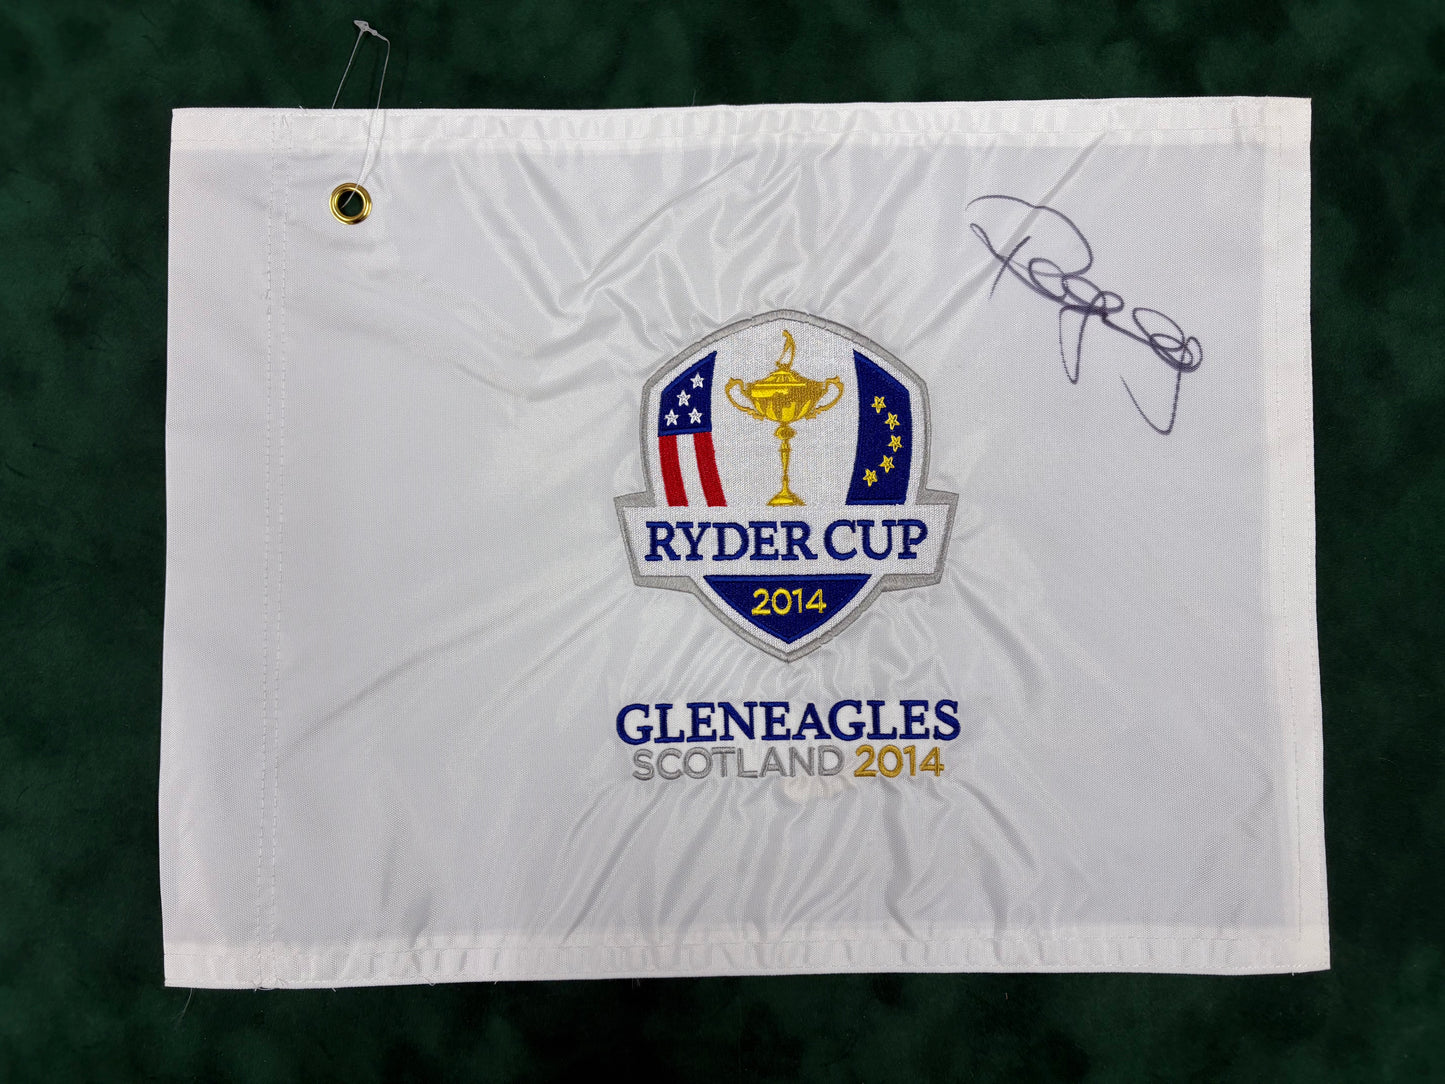 RYDER CUP
2014
GLENEAGLES
SCOTLAND 2014